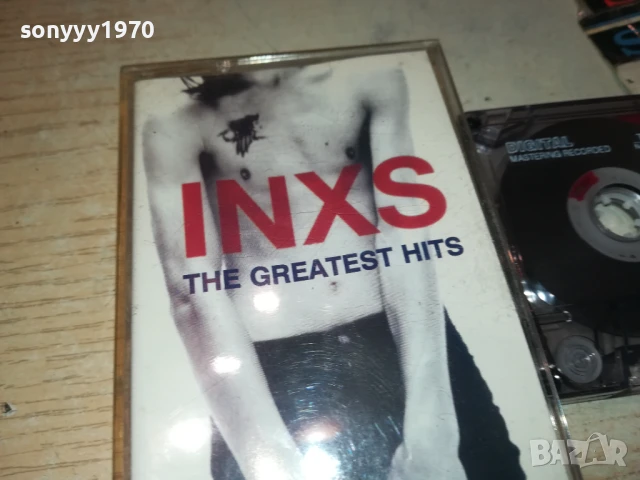 sonyyy1970
INXS
THE GREATEST HITS
DIGITAL
MASTERING RECORDED
BAZAR